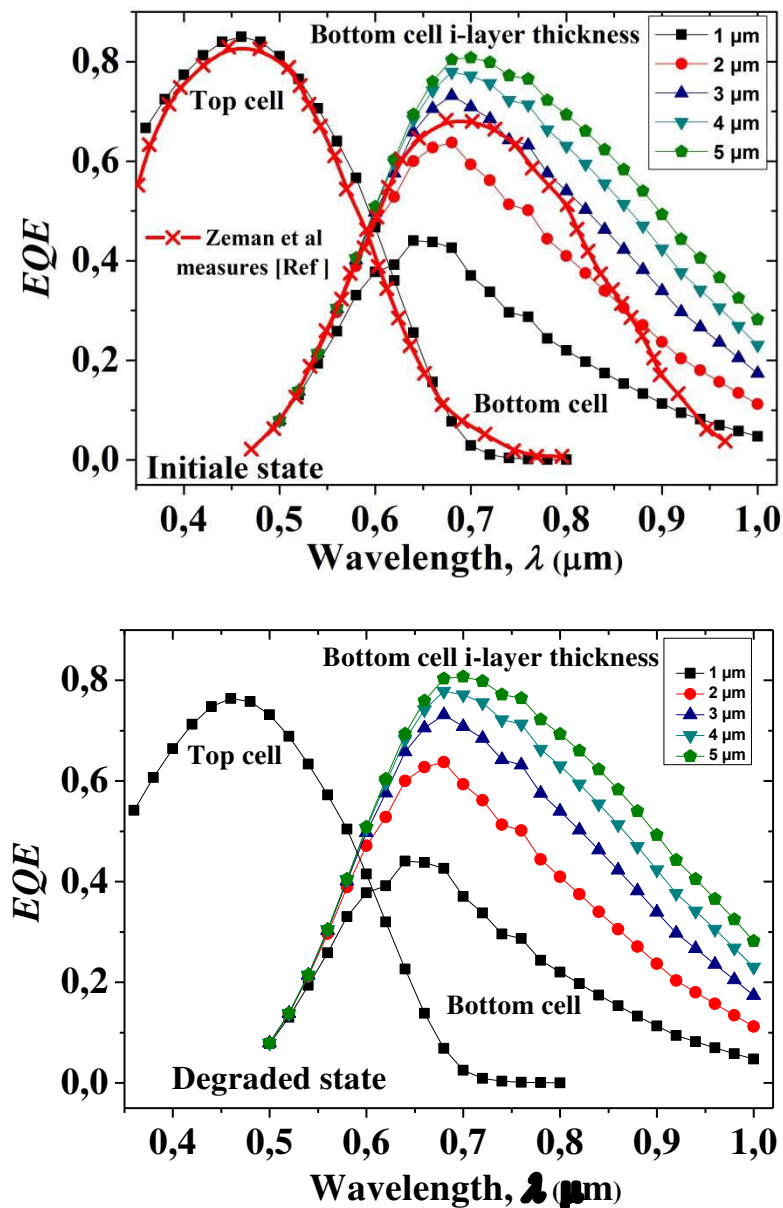 Bottom cell i-layer thickness
1 µm
2 µm
3 µm
4 µm
5 µm
Top cell
Zeman et al
measures [Ref ]
Bottom cell
Initiale state
EQE
0,8
0,6
0,4
0,2
0,0
0,4 0,5 0,6 0,7 0,8 0,9 1,0
Wavelength, λ (µm)
Bottom cell i-layer thickness
1 µm
2 µm
3 µm
4 µm
5 µm
Top cell
Bottom cell
Degraded state
EQE
0,8
0,6
0,4
0,2
0,0
0,4 0,5 0,6 0,7 0,8 0,9 1,0
Wavelength, λ (µm)